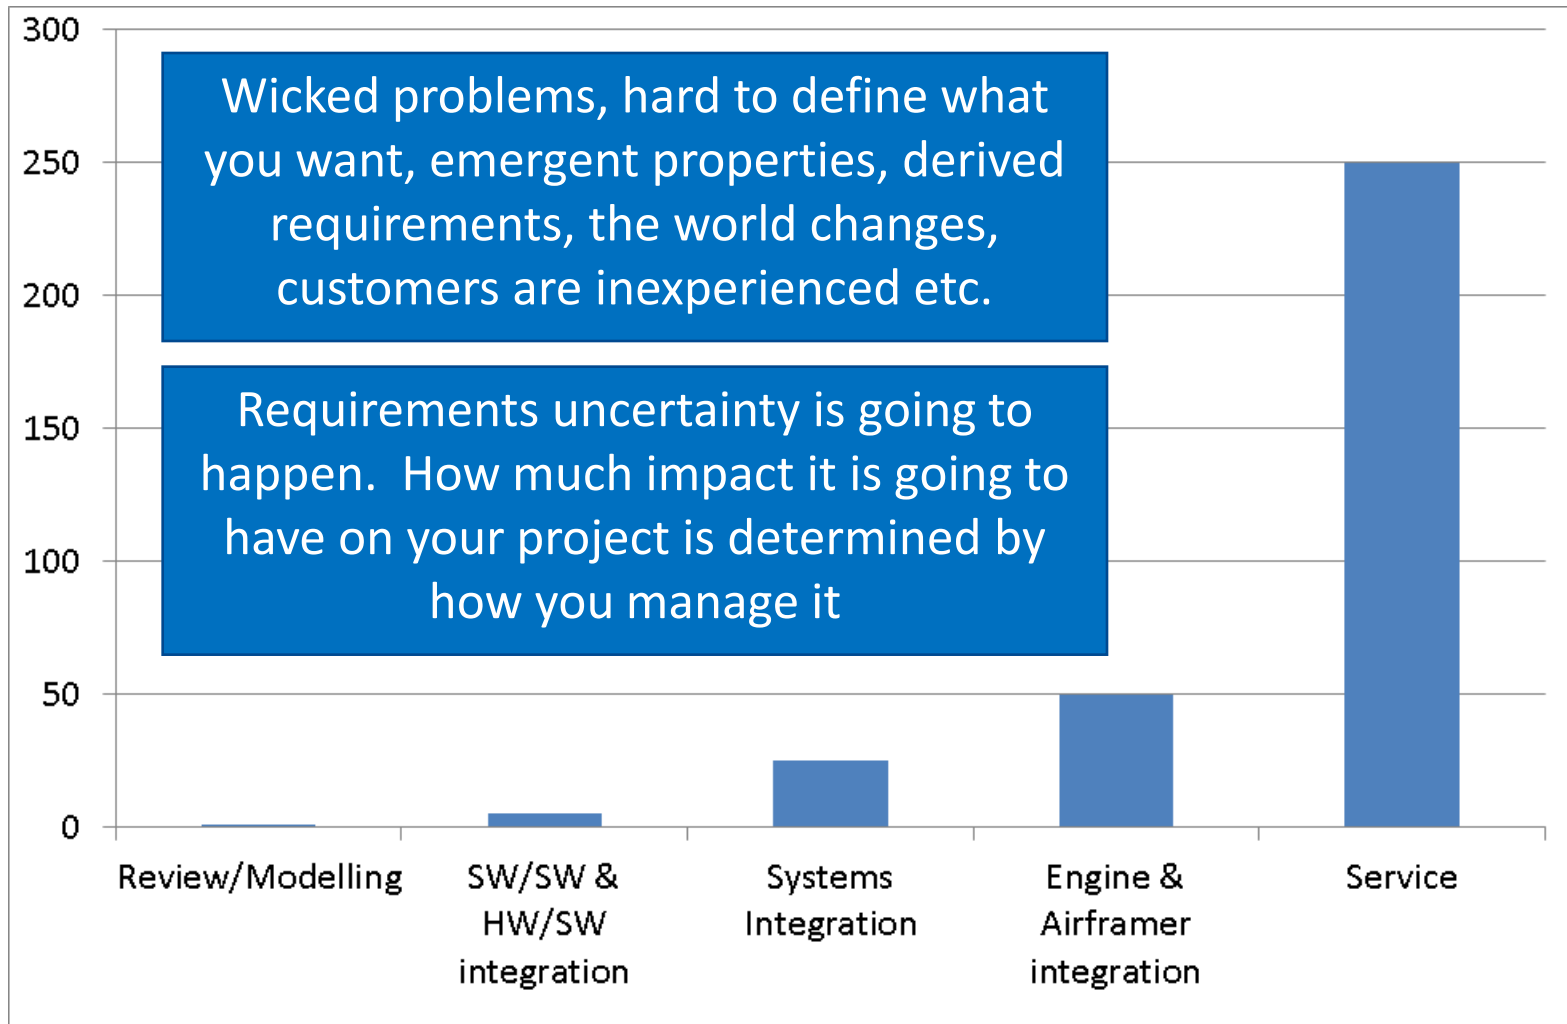 300
250
200
150
100
50
0
Wicked problems, hard to define what
you want, emergent properties, derived
requirements, the world changes,
customers are inexperienced etc.
Requirements uncertainty is going to
happen.  How much impact it is going to
have on your project is determined by
how you manage it
Review/Modelling
SW/SW &
HW/SW
integration
Systems
Integration
Engine &
Airframer
integration
Service